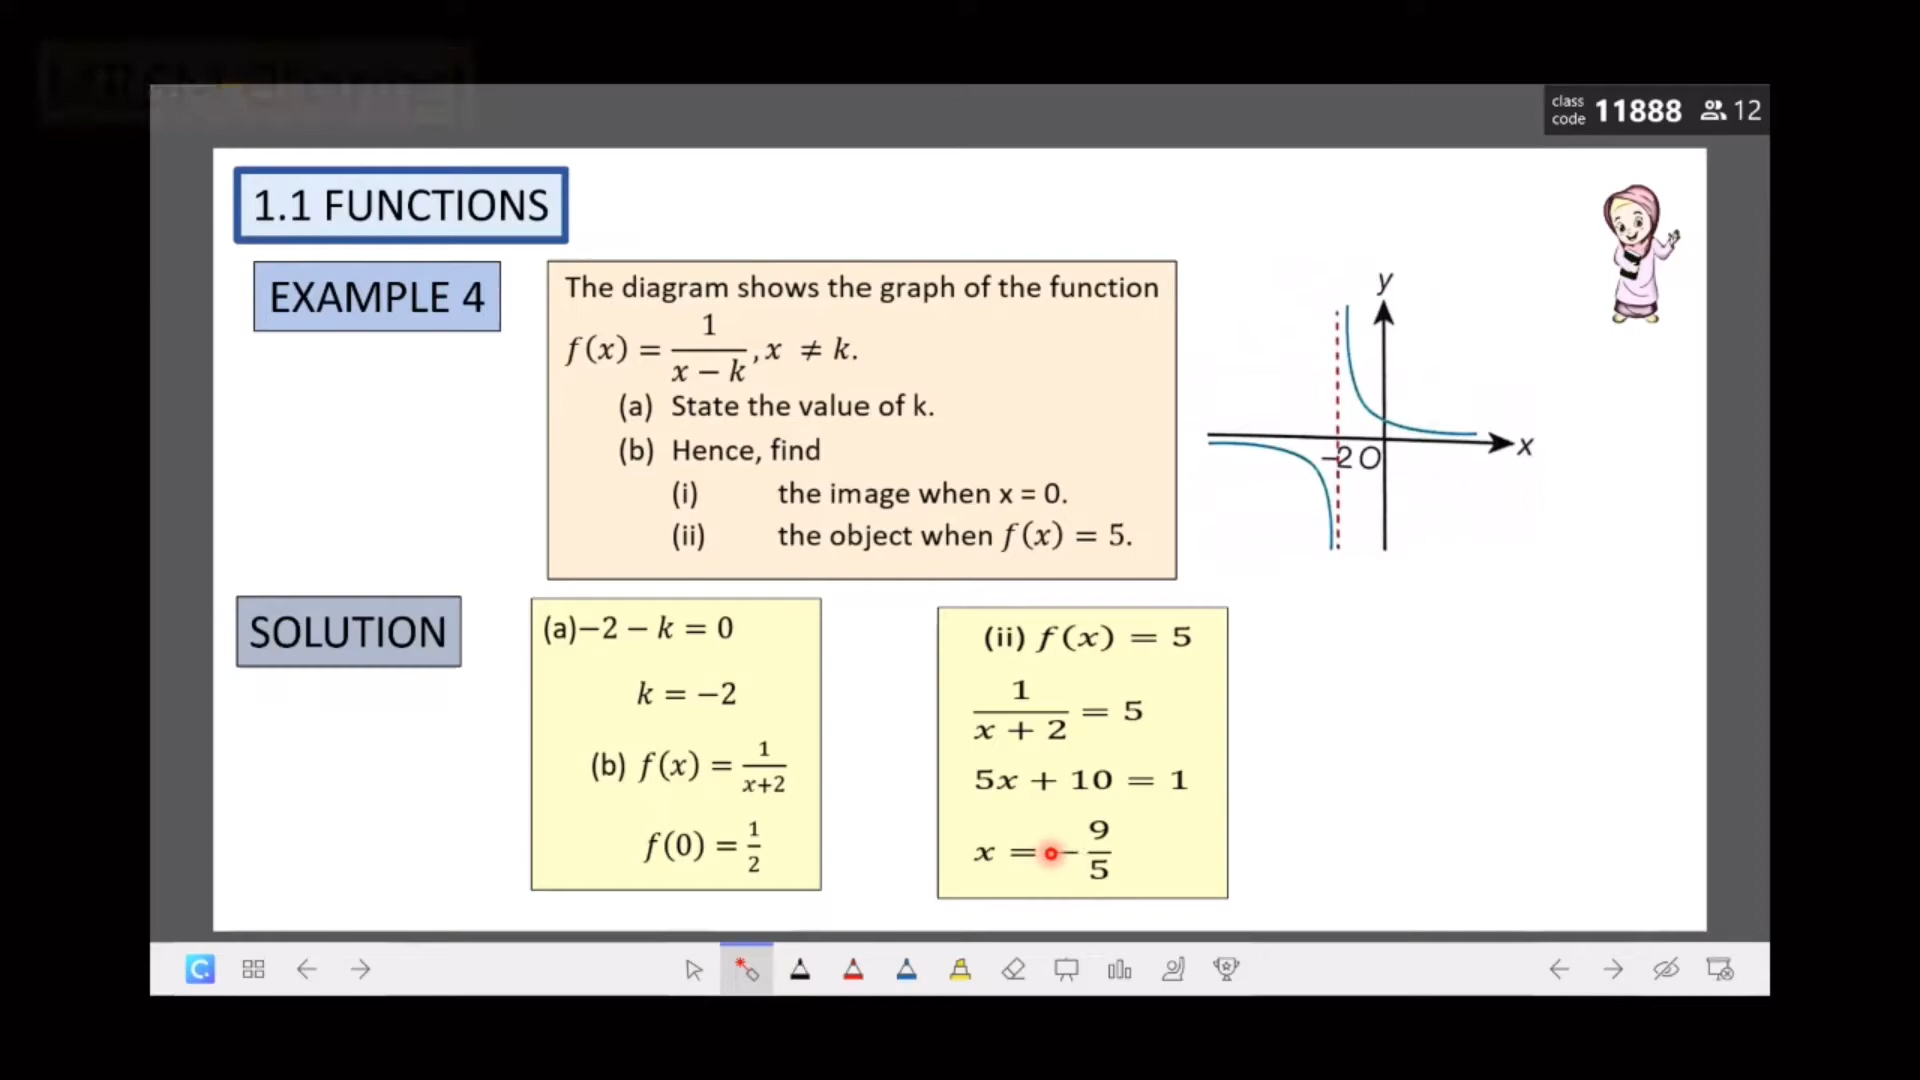 class
code 11888 12
1.1 FUNCTIONS
EXAMPLE 4
The diagram shows the graph of the function
f(x) = 1/(x − k), x ≠ k.
(a) State the value of k.
(b) Hence, find
(i) the image when x = 0.
(ii) the object when f(x) = 5.
y
x
-2 O
SOLUTION
(a)−2 − k = 0
k = −2
(b) f(x) = 1/(x+2)
f(0) = 1/2
(ii) f(x) = 5
1/(x + 2) = 5
5x + 10 = 1
x = −9/5